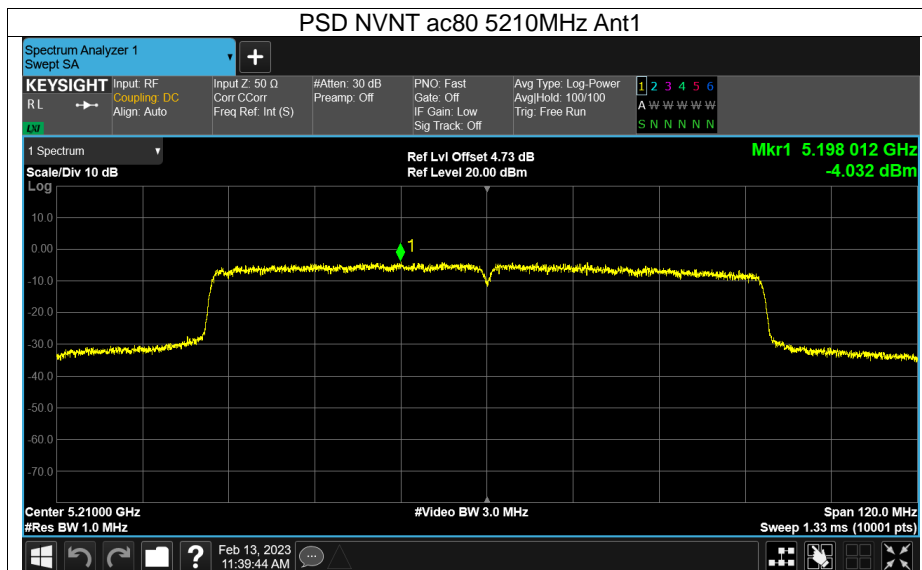 PSD NVNT ac80 5210MHz Ant1
Spectrum Analyzer 1
Swept SA
KEYSIGHT
RL
LXI
Input: RF
Coupling: DC
Align: Auto
Input Z: 50 Ω
Corr CCorr
Freq Ref: Int (S)
#Atten: 30 dB
Preamp: Off
PNO: Fast
Gate: Off
IF Gain: Low
Sig Track: Off
Avg Type: Log-Power
Avg|Hold: 100/100
Trig: Free Run
1 2 3 4 5 6
A W W W W W
S N N N N N
1 Spectrum
Scale/Div 10 dB
Ref Lvl Offset 4.73 dB
Ref Level 20.00 dBm
Mkr1 5.198 012 GHz
-4.032 dBm
Log
10.0
0.00
-10.0
-20.0
-30.0
-40.0
-50.0
-60.0
-70.0
1
Center 5.21000 GHz
#Res BW 1.0 MHz
#Video BW 3.0 MHz
Span 120.0 MHz
Sweep 1.33 ms (10001 pts)
?
Feb 13, 2023
11:39:44 AM